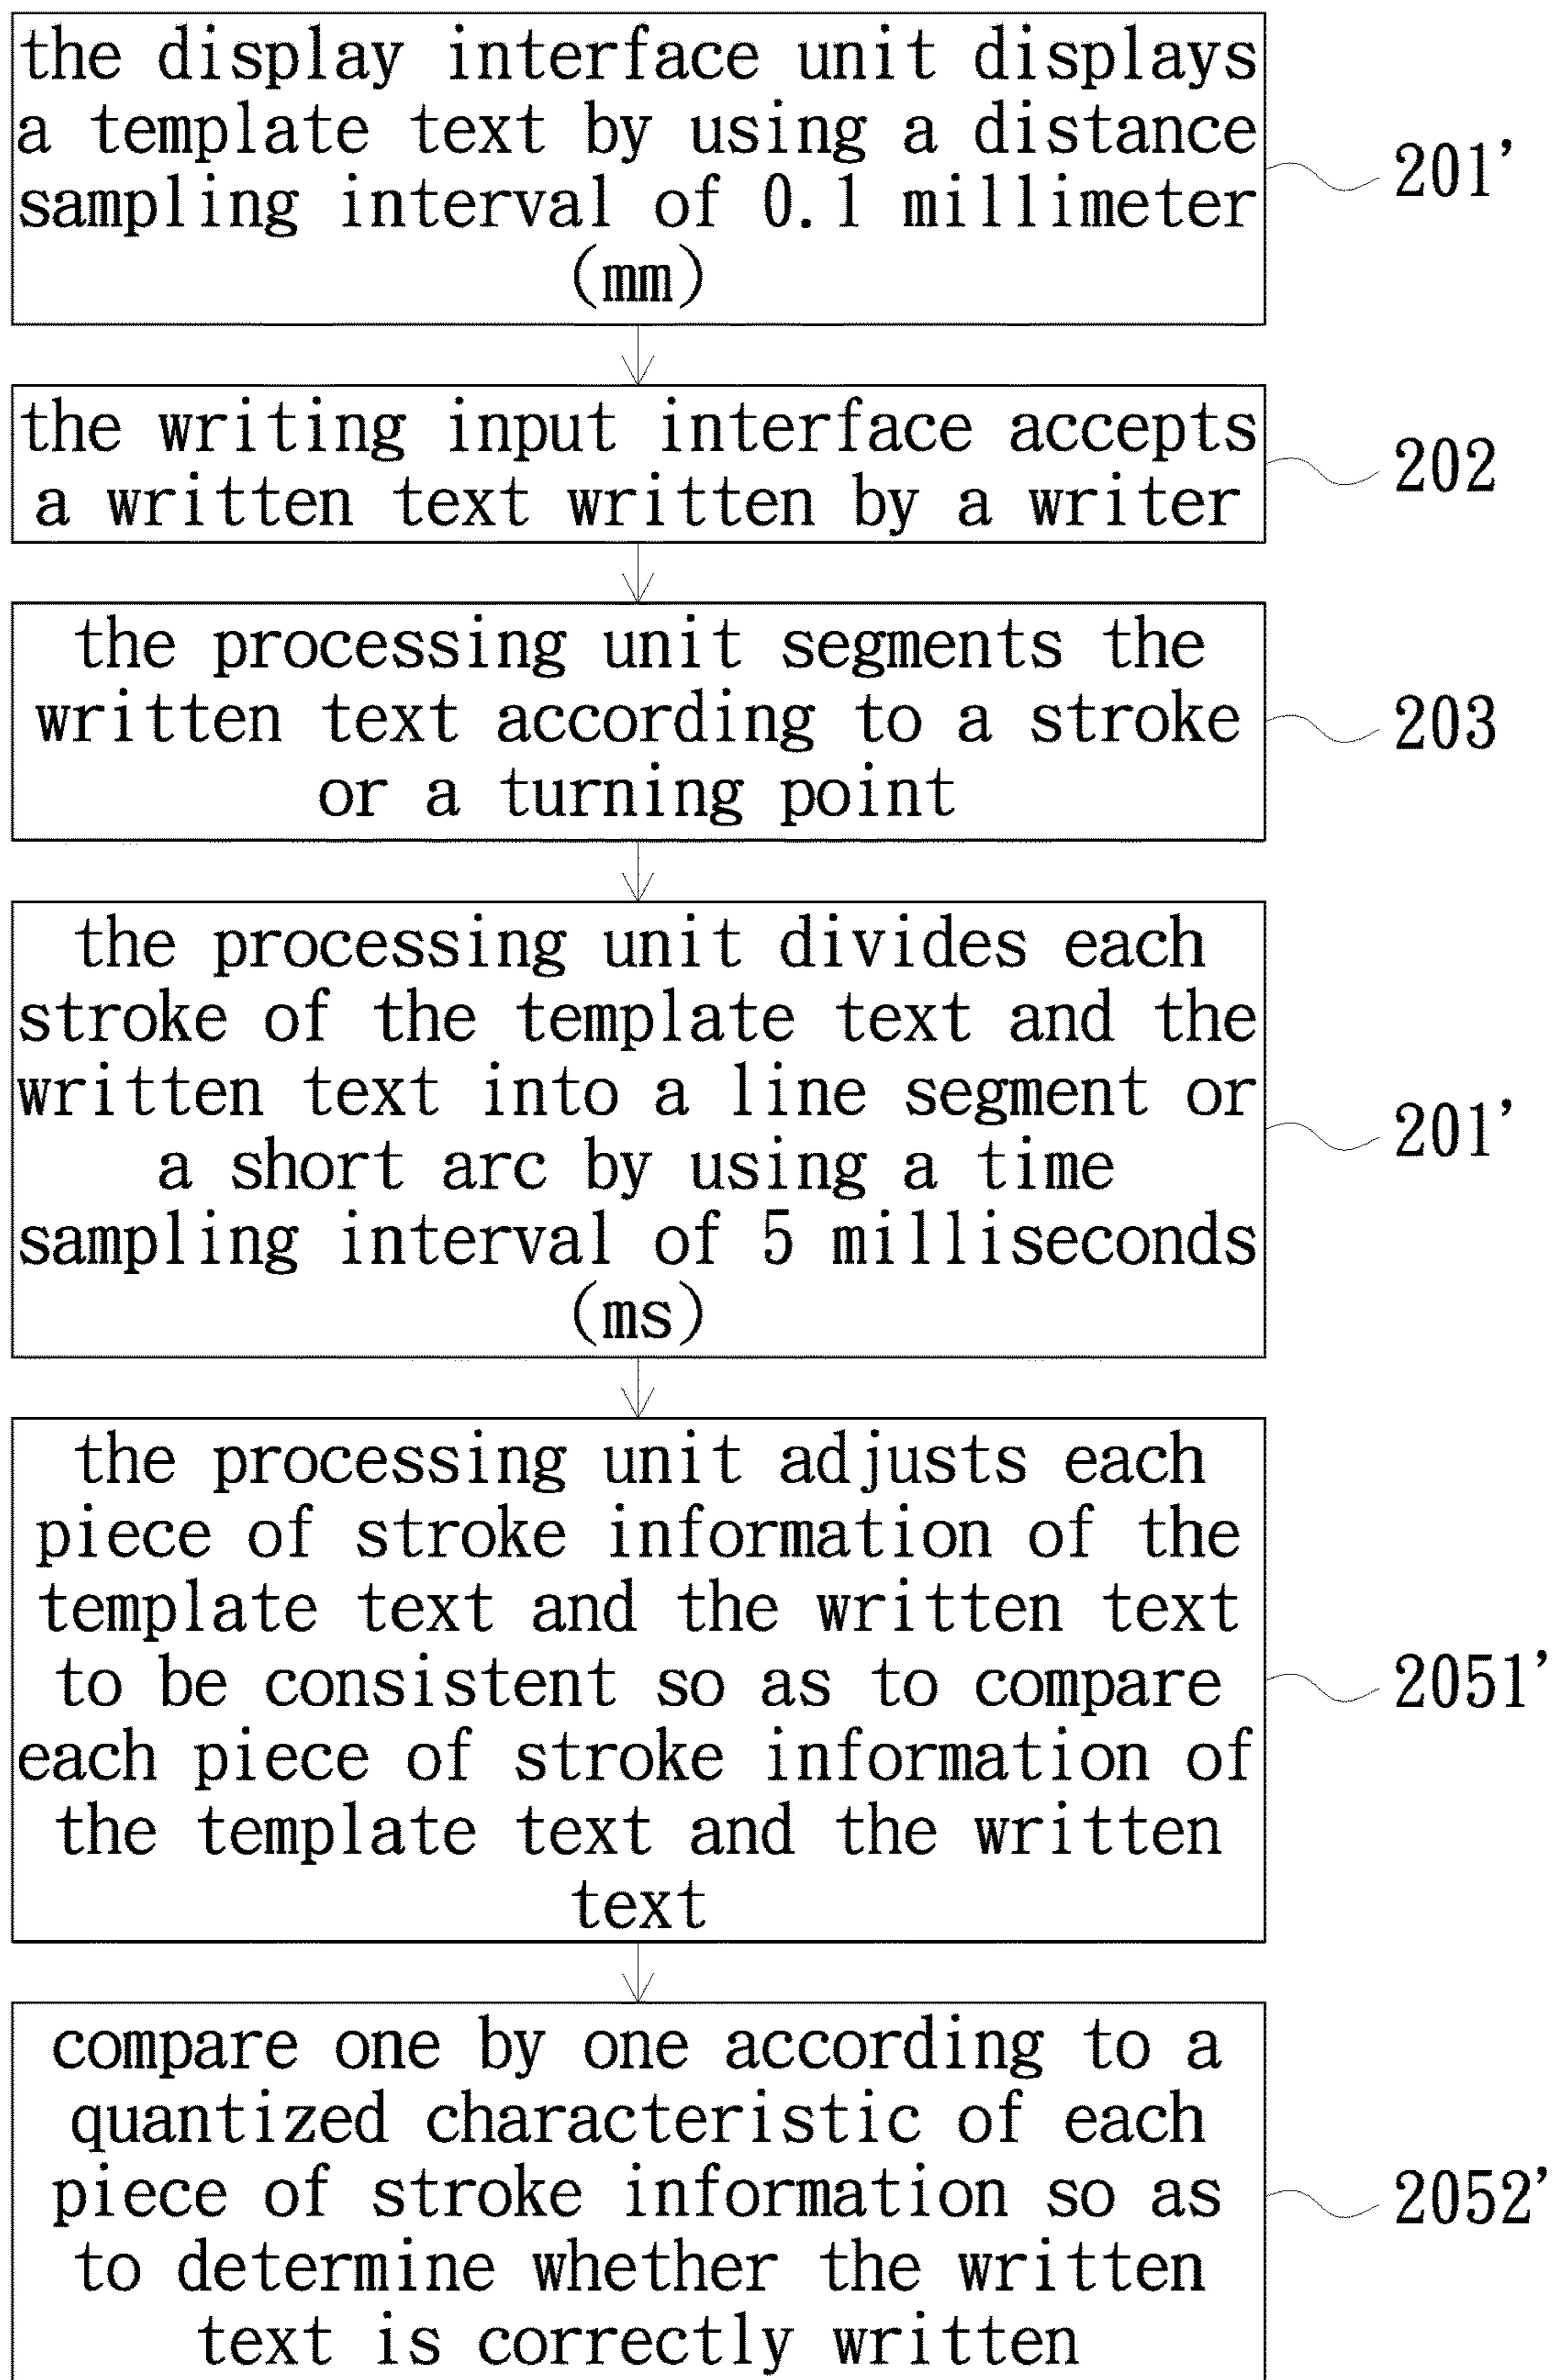 the display interface unit displays
a template text by using a distance
sampling interval of 0.1 millimeter
(mm)
201’
the writing input interface accepts
a written text written by a writer
202
the processing unit segments the
written text according to a stroke
or a turning point
203
the processing unit divides each
stroke of the template text and the
written text into a line segment or
a short arc by using a time
sampling interval of 5 milliseconds
(ms)
201’
the processing unit adjusts each
piece of stroke information of the
template text and the written text
to be consistent so as to compare
each piece of stroke information of
the template text and the written
text
2051’
compare one by one according to a
quantized characteristic of each
piece of stroke information so as
to determine whether the written
text is correctly written
2052’